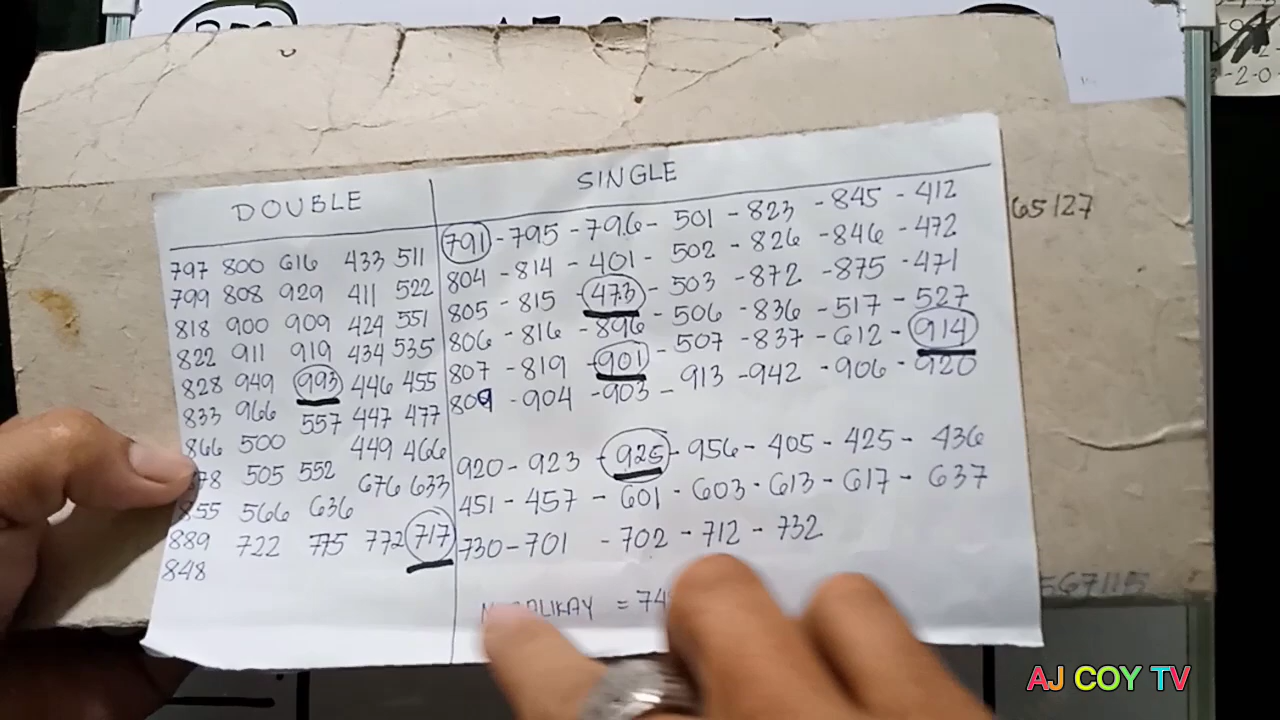 DOUBLE
797 800 616 433 511
799 808 929 411 522
818 900 909 424 551
822 911 919 434 535
828 949 993 446 455
833 966 557 447 477
866 500 449 466
78 505 552 676 633
855 566 636
889 722 775 772 717
848
SINGLE
791 - 795 - 796 - 501 - 823 - 845 - 412
804 - 814 - 401 - 502 - 826 - 846 - 472
805 - 815 - 473 - 503 - 872 - 875 - 471
806 - 816 - 896 - 506 - 836 - 517 - 527
807 - 819 - 901 - 507 - 837 - 612 - 914
809 - 904 - 903 - 913 - 942 - 906 - 920
920 - 923 - 925 - 956 - 405 - 425 - 436
451 - 457 - 601 - 603 - 613 - 617 - 637
730 - 701 - 702 - 712 - 732
= 74
65127
567115
AJ COY TV